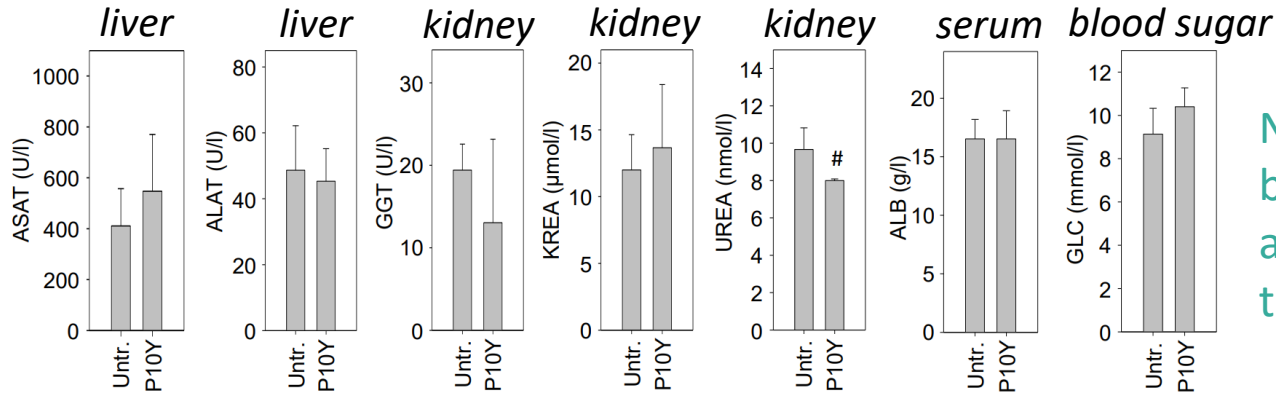 liver liver kidney kidney kidney serum blood sugar
ASAT (U/l)
1000
800
600
400
200
0
Untr.
P10Y
ALAT (U/l)
80
60
40
20
0
Untr.
P10Y
GGT (U/l)
30
20
10
0
Untr.
P10Y
KREA (µmol/l)
20
15
10
5
0
Untr.
P10Y
UREA (nmol/l)
14
12
10
8
6
4
2
0
#
Untr.
P10Y
ALB (g/l)
20
15
10
5
0
Untr.
P10Y
GLC (mmol/l)
12
10
8
6
4
2
0
Untr.
P10Y